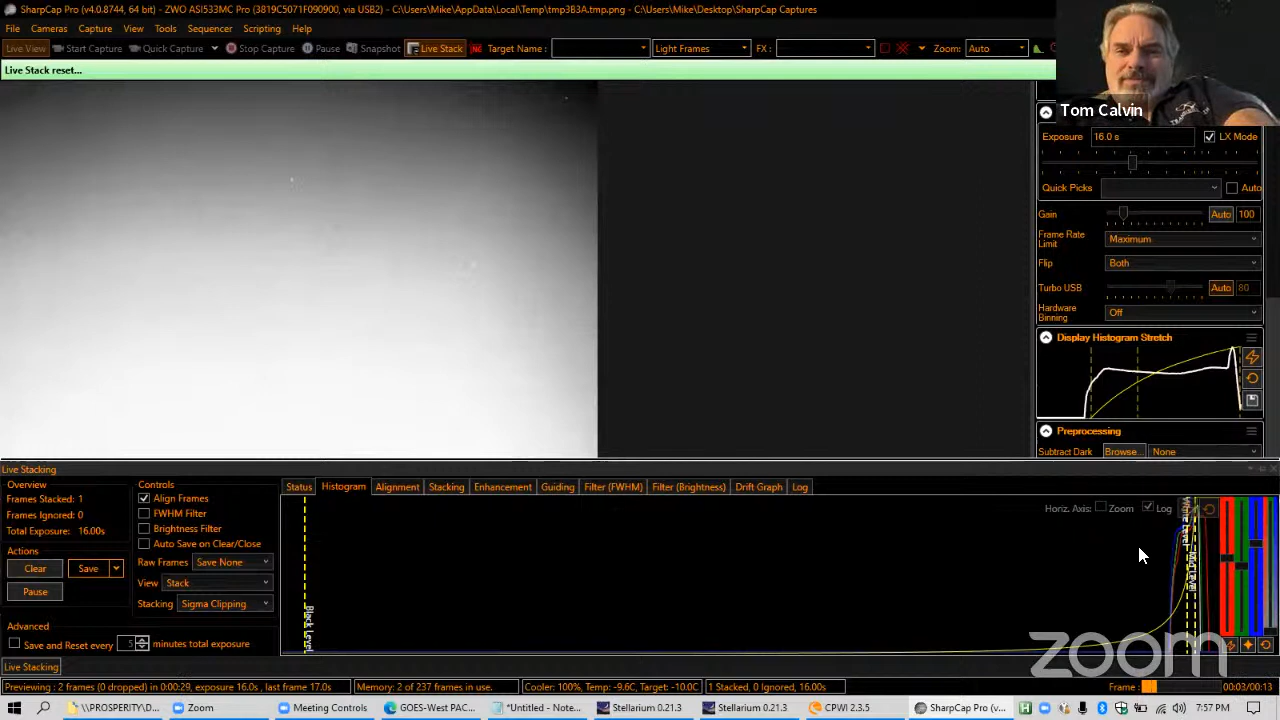 SharpCap Pro (v4.0.8744, 64 bit) - ZWO ASI533MC Pro (3819C5071F090900, via USB2) - C:\Users\Mike\AppData\Local\Temp\tmp3B3A.tmp.png - C:\Users\Mike\Desktop\SharpCap Captures
File Cameras Capture View Tools Sequencer Scripting Help
Live View Start Capture Quick Capture Stop Capture Pause Snapshot Live Stack Target Name : Light Frames FX : Zoom: Auto
Live Stack reset...
Tom Calvin
Exposure 16.0 s LX Mode
Quick Picks Auto
Gain Auto 100
Frame Rate Limit Maximum
Flip Both
Turbo USB Auto 80
Hardware Binning Off
Display Histogram Stretch
Preprocessing
Subtract Dark Browse... None
Live Stacking
Overview
Frames Stacked: 1
Frames Ignored: 0
Total Exposure: 16.00s
Actions
Clear Save
Pause
Controls
Align Frames
FWHM Filter
Brightness Filter
Auto Save on Clear/Close
Raw Frames Save None
View Stack
Stacking Sigma Clipping
Advanced
Save and Reset every 5 minutes total exposure
Status Histogram Alignment Stacking Enhancement Guiding Filter (FWHM) Filter (Brightness) Drift Graph Log
Horiz. Axis: Zoom Log
Black Level
White Level
Mid Level
zoom
Live Stacking
Previewing : 2 frames (0 dropped) in 0:00:29, exposure 16.0s , last frame 17.0s Memory: 2 of 237 frames in use. Cooler: 100%, Temp: -9.6C, Target: -10.0C 1 Stacked, 0 Ignored, 16.00s Frame : 00:03/00:13
\\PROSPERITY\D... Zoom Meeting Controls GOES-West PAC... *Untitled - Note... Stellarium 0.21.3 Stellarium 0.21.3 CPWI 2.3.5 SharpCap Pro (v... 7:57 PM